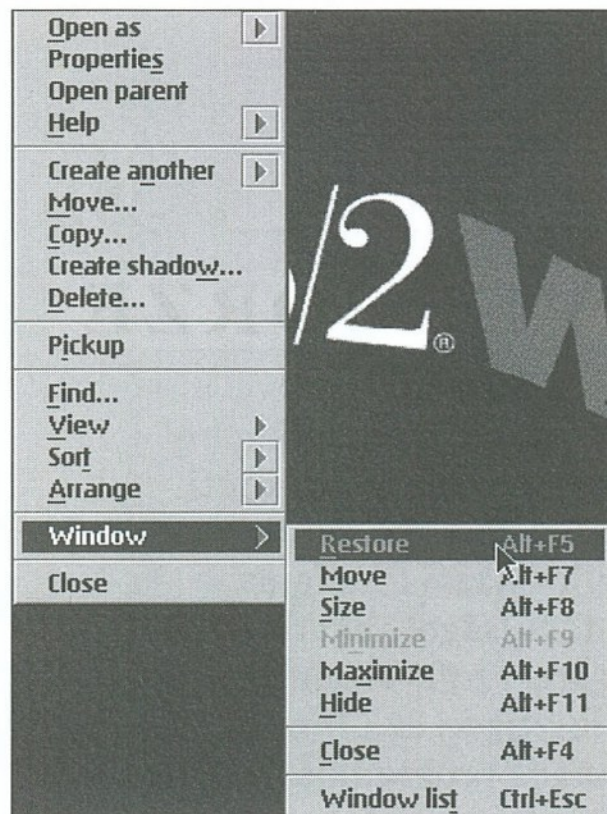 Open as
Properties
Open parent
Help
Create another
Move...
Copy...
Create shadow...
Delete...
Pickup
Find...
View
Sort
Arrange
Window
Close
/2® W
Restore Alt+F5
Move Alt+F7
Size Alt+F8
Minimize Alt+F9
Maximize Alt+F10
Hide Alt+F11
Close Alt+F4
Window list Ctrl+Esc